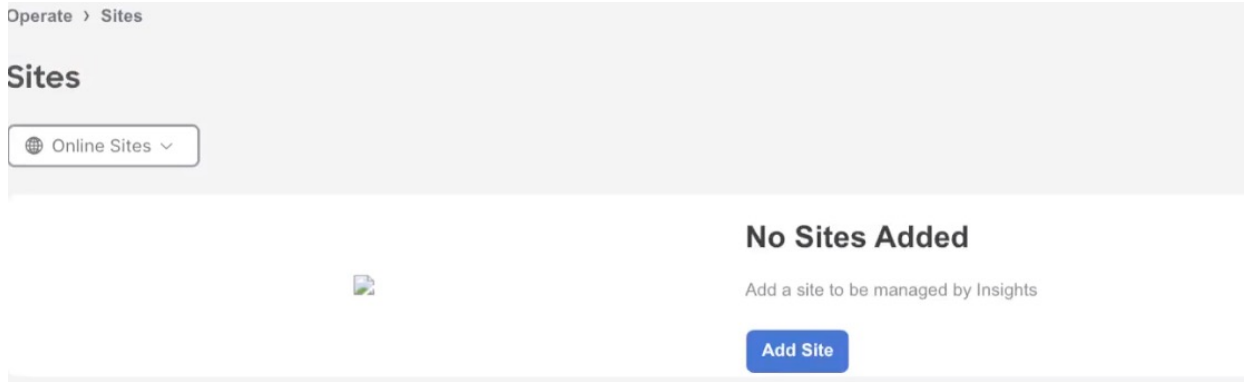 Operate > Sites
Sites
Online Sites
No Sites Added
Add a site to be managed by Insights
Add Site